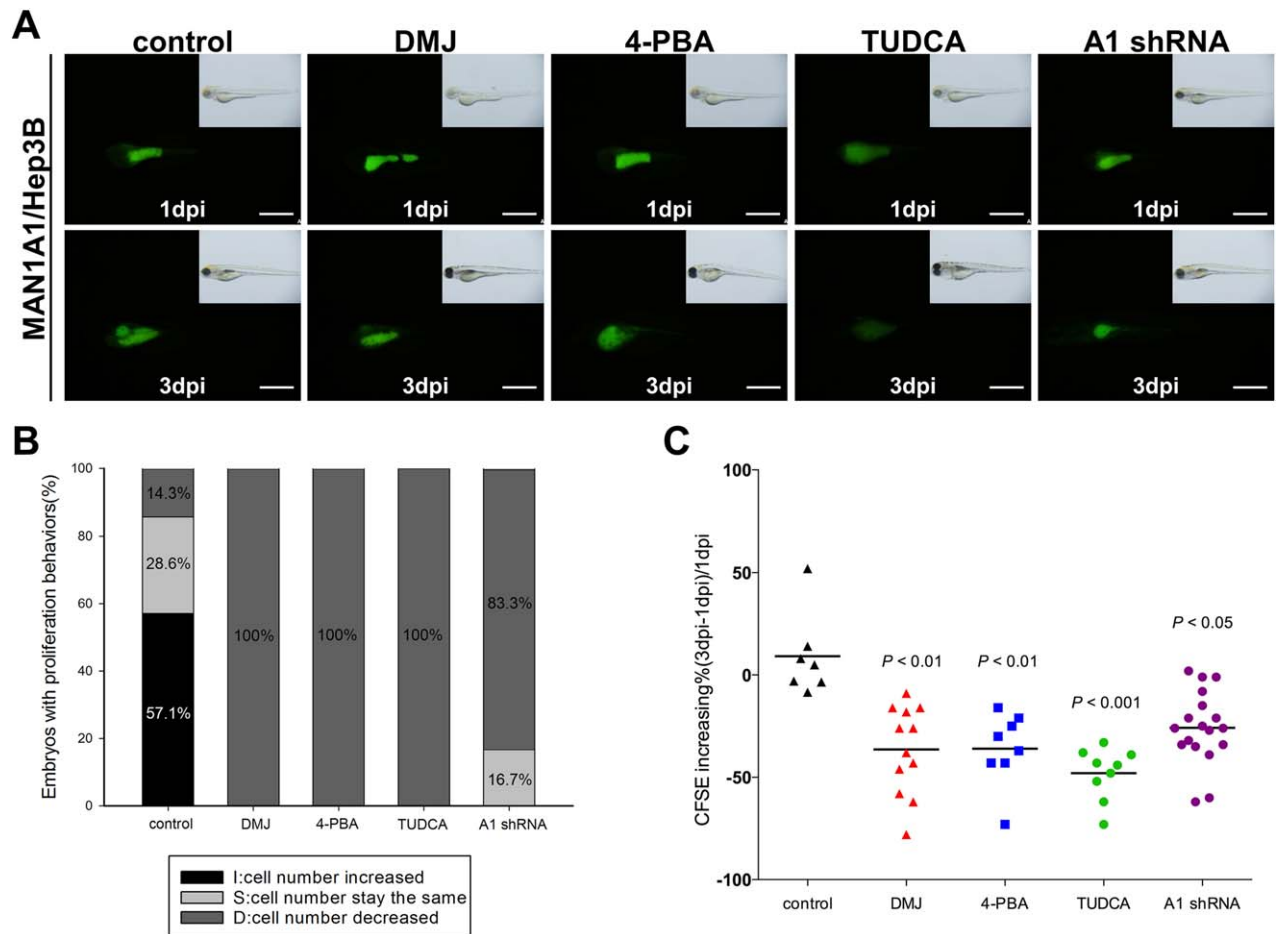 A
control DMJ 4-PBA TUDCA A1 shRNA
MAN1A1/Hep3B
1dpi 1dpi 1dpi 1dpi 1dpi
3dpi 3dpi 3dpi 3dpi 3dpi
B
Embryos with proliferation behaviors(%)
100
80
60
40
20
0
14.3%
28.6%
57.1%
100%
100%
100%
83.3%
16.7%
control DMJ 4-PBA TUDCA A1 shRNA
I:cell number increased
S:cell number stay the same
D:cell number decreased
C
CFSE increasing%(3dpi-1dpi)/1dpi
100
50
0
-50
-100
P < 0.01
P < 0.01
P < 0.001
P < 0.05
control DMJ 4-PBA TUDCA A1 shRNA